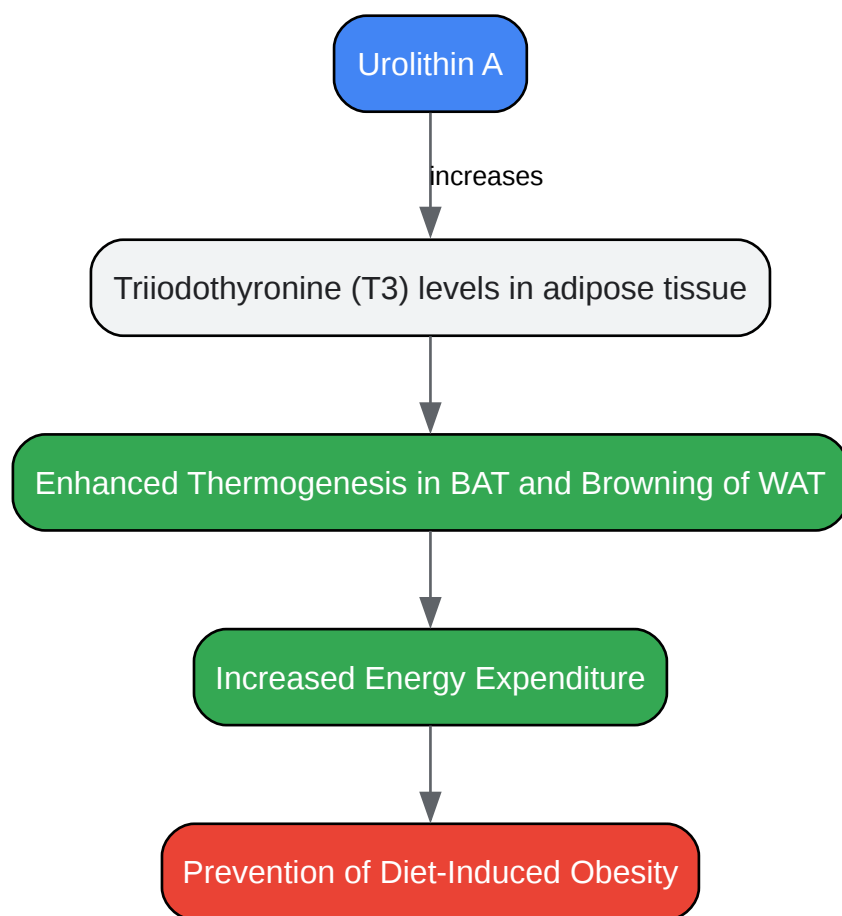 Urolithin A
increases
Triiodothyronine (T3) levels in adipose tissue
Enhanced Thermogenesis in BAT and Browning of WAT
Increased Energy Expenditure
Prevention of Diet-Induced Obesity